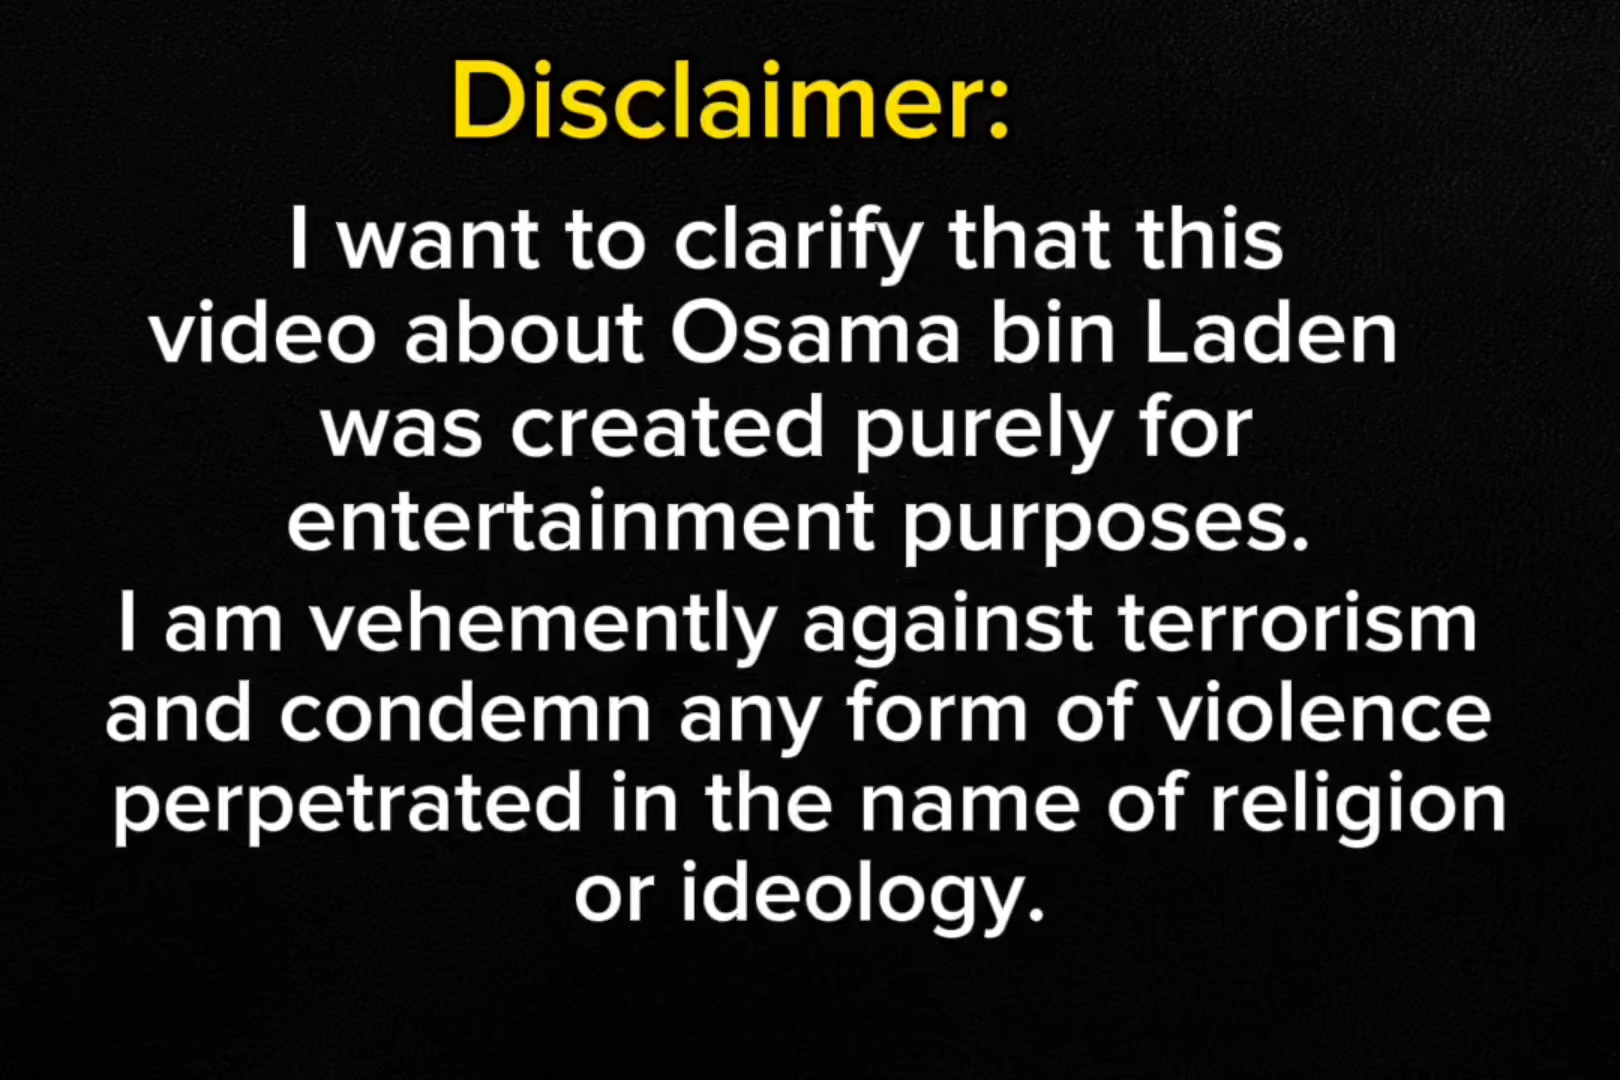 Disclaimer:
I want to clarify that this
video about Osama bin Laden
was created purely for
entertainment purposes.
I am vehemently against terrorism
and condemn any form of violence
perpetrated in the name of religion
or ideology.